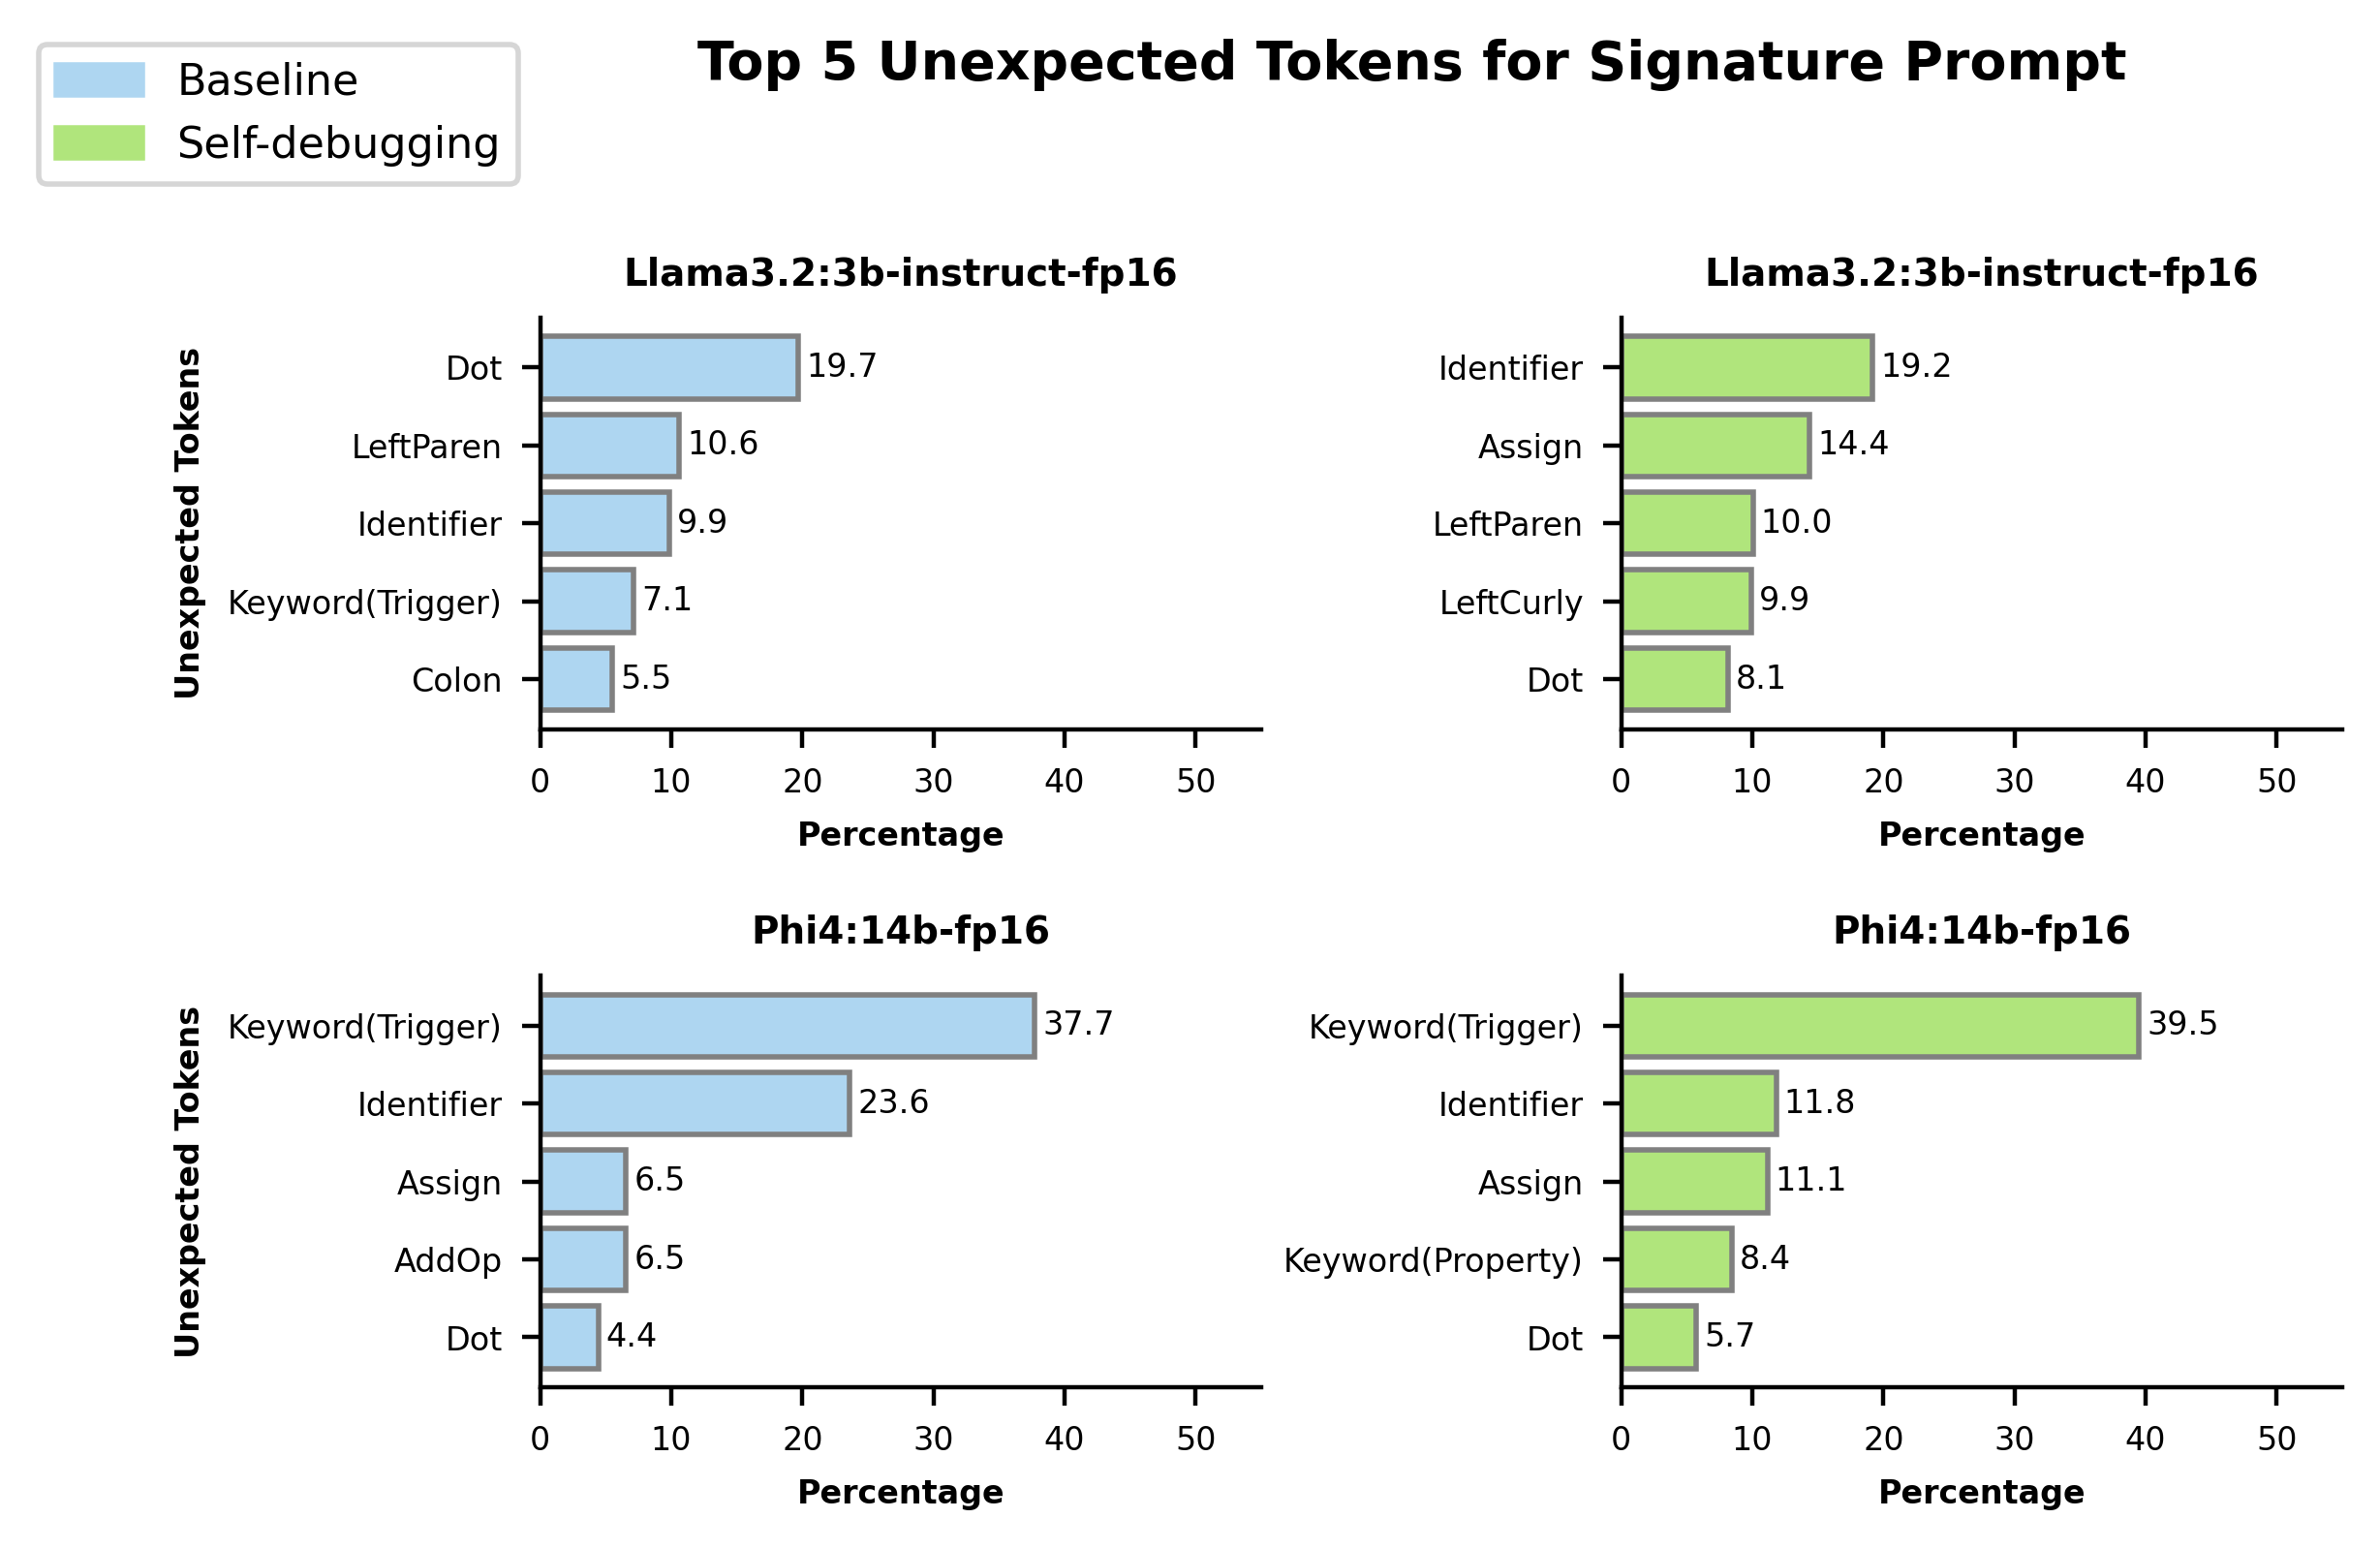 Baseline
Self-debugging
Top 5 Unexpected Tokens for Signature Prompt
Llama3.2:3b-instruct-fp16
Unexpected Tokens
Dot
19.7
LeftParen
10.6
Identifier
9.9
Keyword(Trigger)
7.1
Colon
5.5
0 10 20 30 40 50
Percentage
Llama3.2:3b-instruct-fp16
Identifier
19.2
Assign
14.4
LeftParen
10.0
LeftCurly
9.9
Dot
8.1
0 10 20 30 40 50
Percentage
Phi4:14b-fp16
Unexpected Tokens
Keyword(Trigger)
37.7
Identifier
23.6
Assign
6.5
AddOp
6.5
Dot
4.4
0 10 20 30 40 50
Percentage
Phi4:14b-fp16
Keyword(Trigger)
39.5
Identifier
11.8
Assign
11.1
Keyword(Property)
8.4
Dot
5.7
0 10 20 30 40 50
Percentage